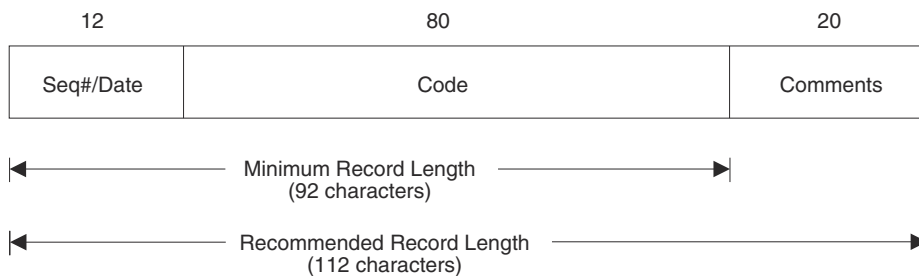 12 80 20
Seq#/Date Code Comments
Minimum Record Length
(92 characters)
Recommended Record Length
(112 characters)